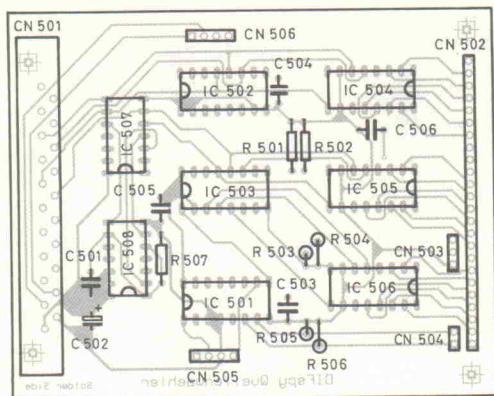 CN 501
CN 506
CN 502
C 504
IC 502
IC 504
IC 507
R 501
R 502
C 506
C 505
IC 503
IC 505
IC 508
R 507
R 503
R 504
CN 503
C 501
IC 501
C 503
IC 506
+
C 502
R 505
R 506
CN 504
CN 505
DIFspy Quellenwaehler
Solder Side